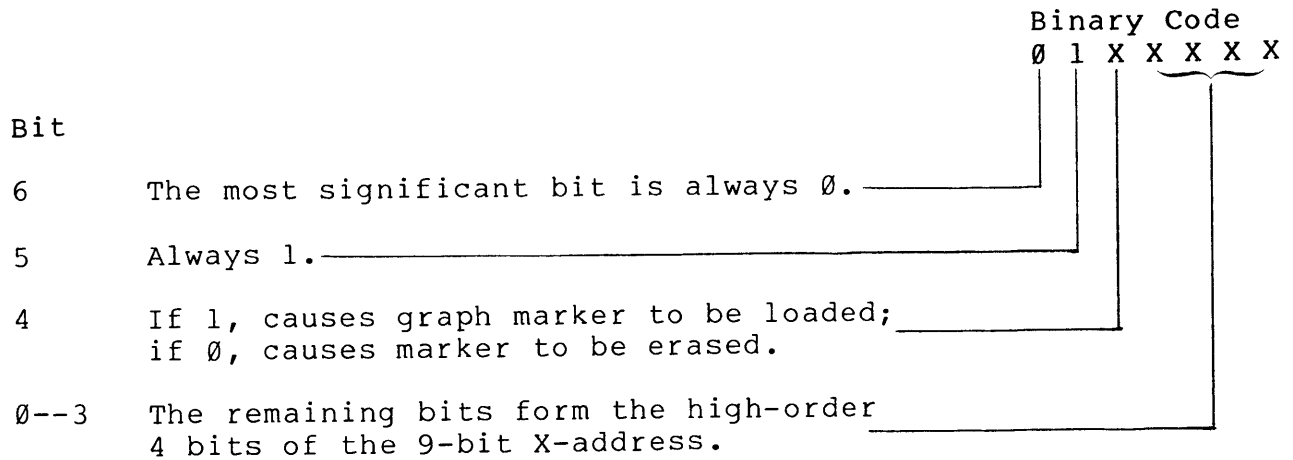 Binary Code
Ø 1 X X X X X
Bit
6 The most significant bit is always Ø.
5 Always 1.
4 If 1, causes graph marker to be loaded;
if Ø, causes marker to be erased.
Ø--3 The remaining bits form the high-order
4 bits of the 9-bit X-address.